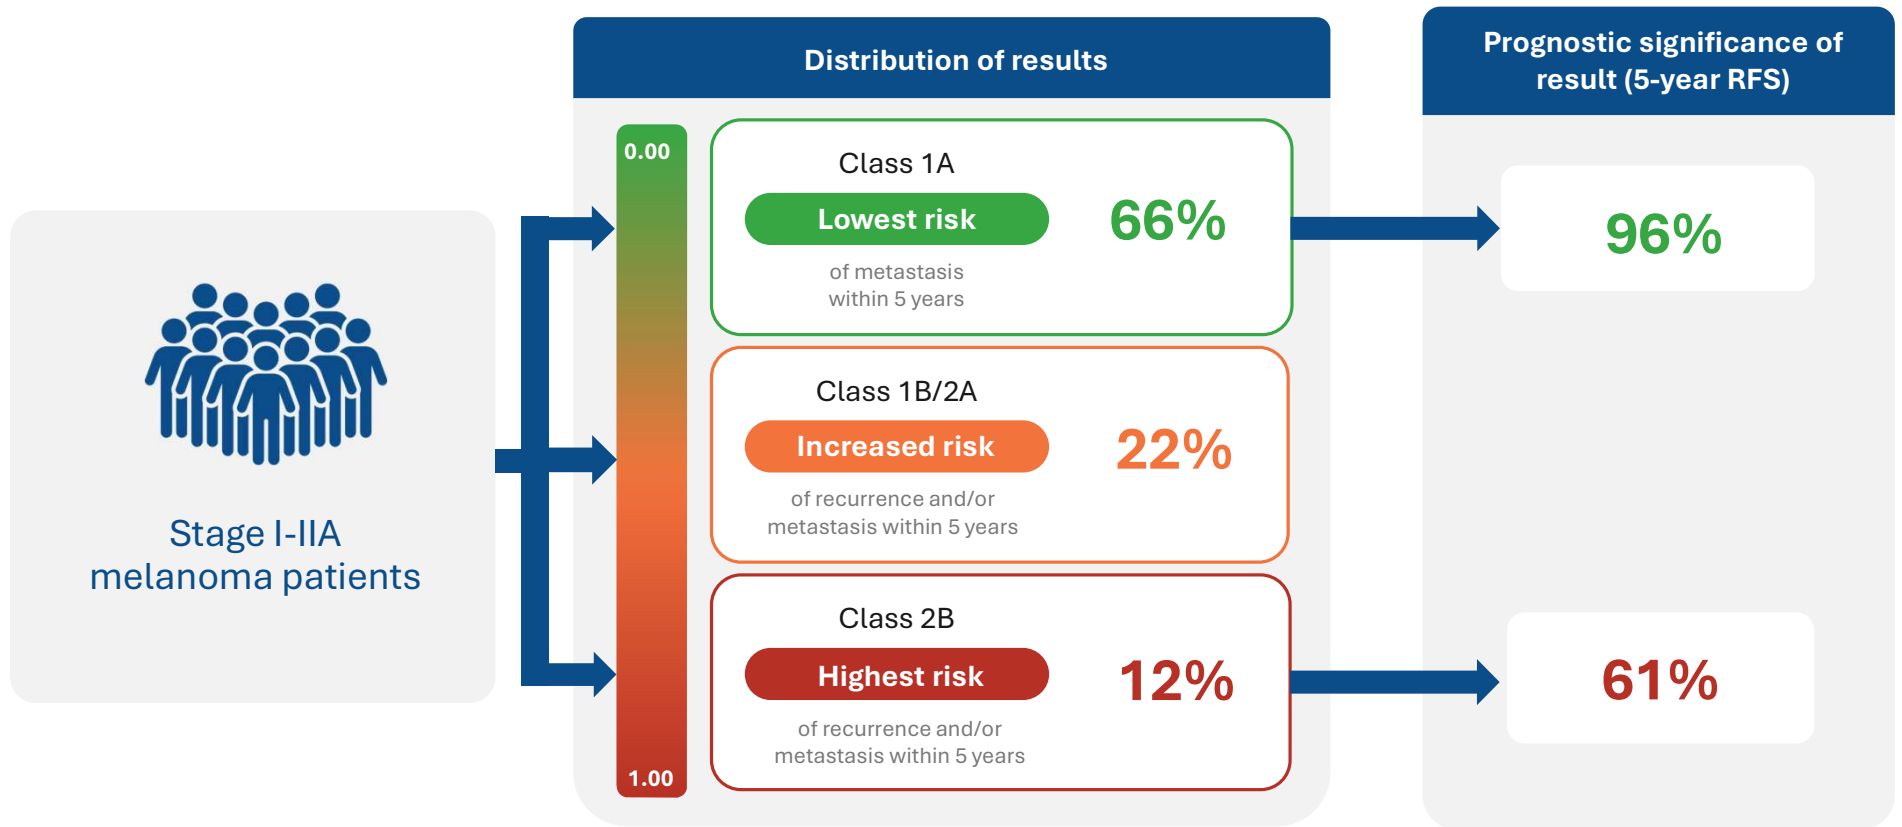 Distribution of results
Prognostic significance of
result (5-year RFS)
Stage I-IIA
melanoma patients
0.00
1.00
Class 1A
Lowest risk
of metastasis
within 5 years
66%
96%
Class 1B/2A
Increased risk
of recurrence and/or
metastasis within 5 years
22%
Class 2B
Highest risk
of recurrence and/or
metastasis within 5 years
12%
61%